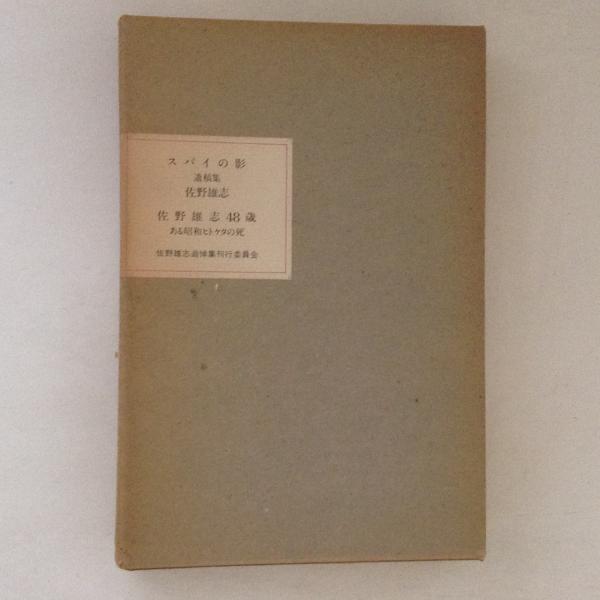 スパイの影
遺稿集
佐野雄志
佐野雄志48歳
ある昭和ヒトケタの死
佐野雄志追悼集刊行委員会